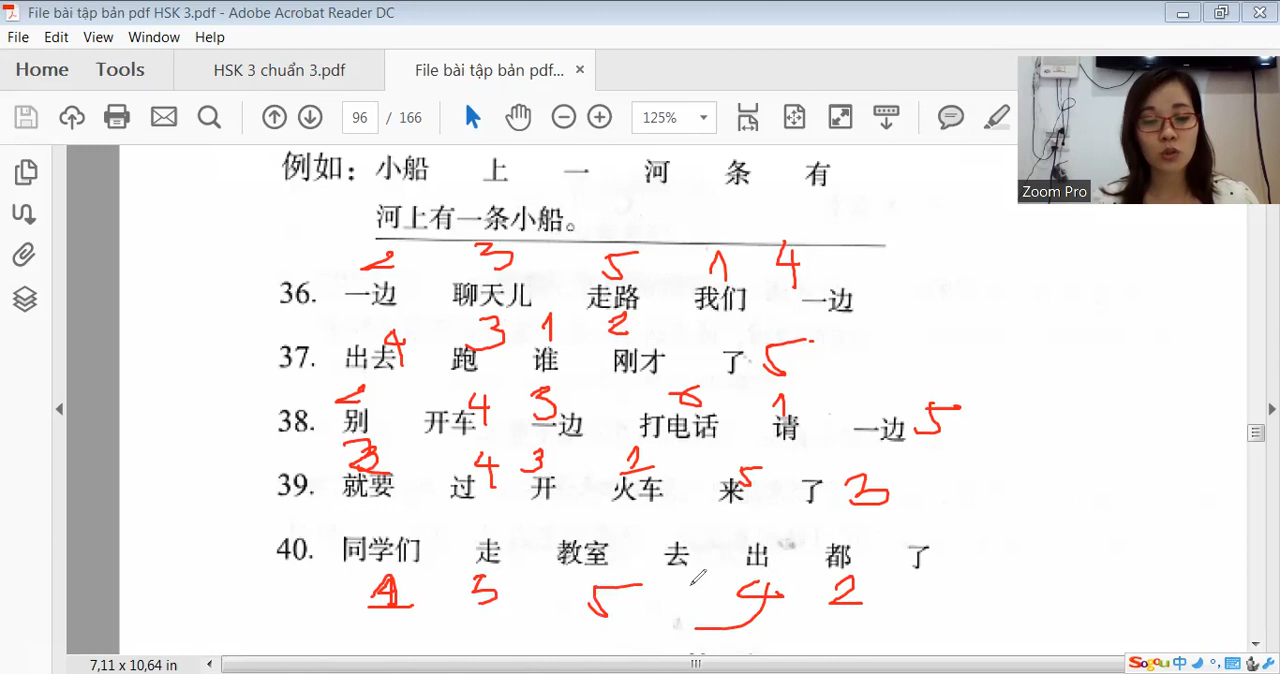 File bài tập bản pdf HSK 3.pdf - Adobe Acrobat Reader DC
File Edit View Window Help
Home Tools HSK 3 chuẩn 3.pdf File bài tập bản pdf... ×
96 / 166 125%
Zoom Pro
例如: 小船 上 一 河 条 有
河上有一条小船。
2 3 5 1 4
36. 一边 聊天儿 走路 我们 一边
4 3 1 2
37. 出去 跑 谁 刚才 了 5
2 4 3 6 1
38. 别 开车 一边 打电话 请 一边 5
4 3 1 5
39. 就要 过 开 火车 来 了 3
40. 同学们 走 教室 去 出 都 了
1 3 5 4 2
7,11 x 10,64 in
Sogou 中